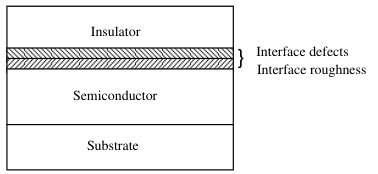 Insulator
Interface defects
Interface roughness
Semiconductor
Substrate